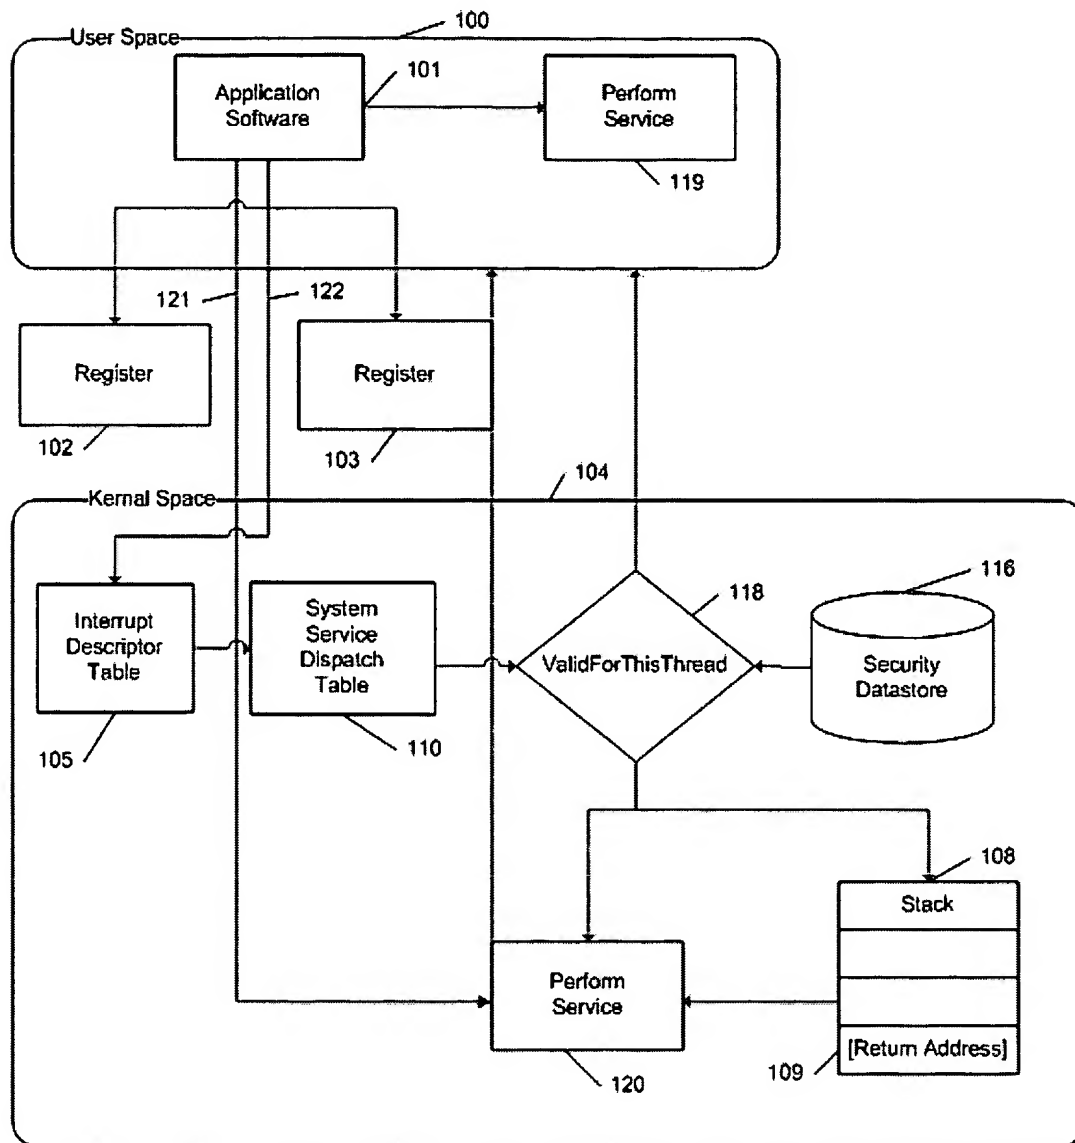 100
User Space
Application
Software
101
Perform
Service
119
121
122
Register
102
Register
103
104
Kernal Space
Interrupt
Descriptor
Table
105
System
Service
Dispatch
Table
110
ValidForThisThread
118
116
Security
Datastore
108
Stack
Perform
Service
120
[Return Address]
109